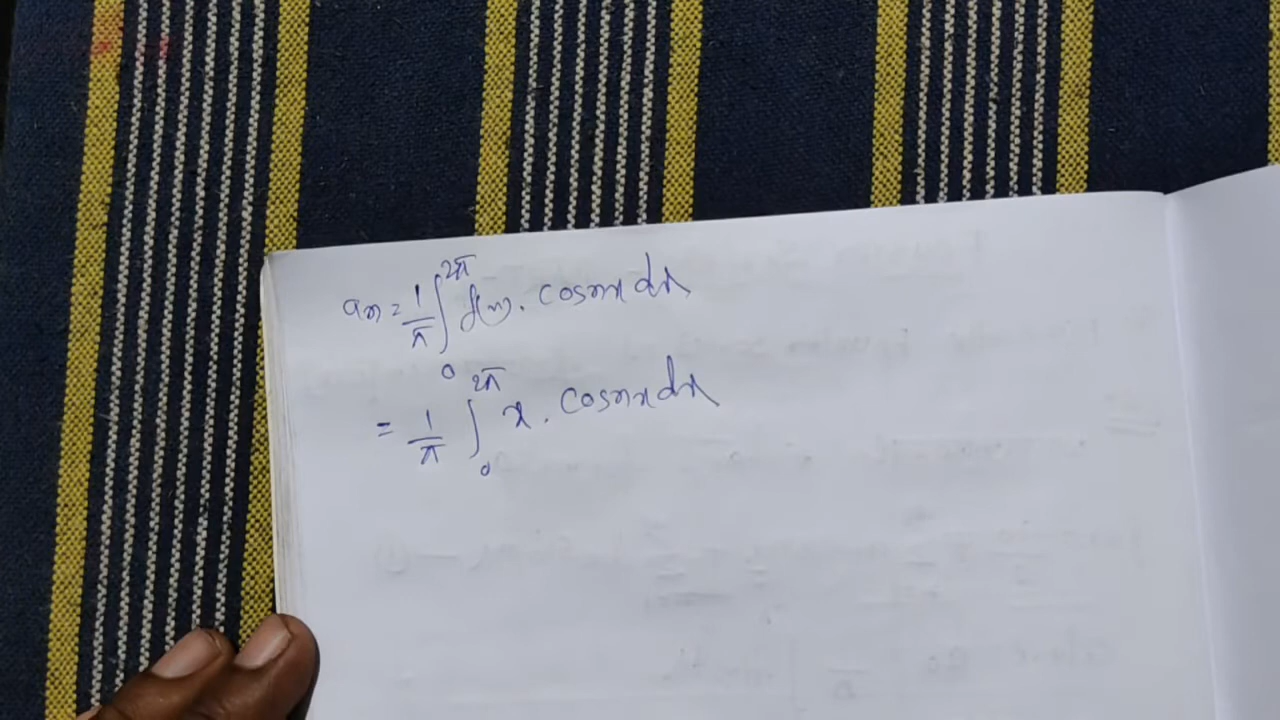 an = 1/π ∫₀^2π f(x). cosnx dx
= 1/π ∫₀^2π x. cosnx dx